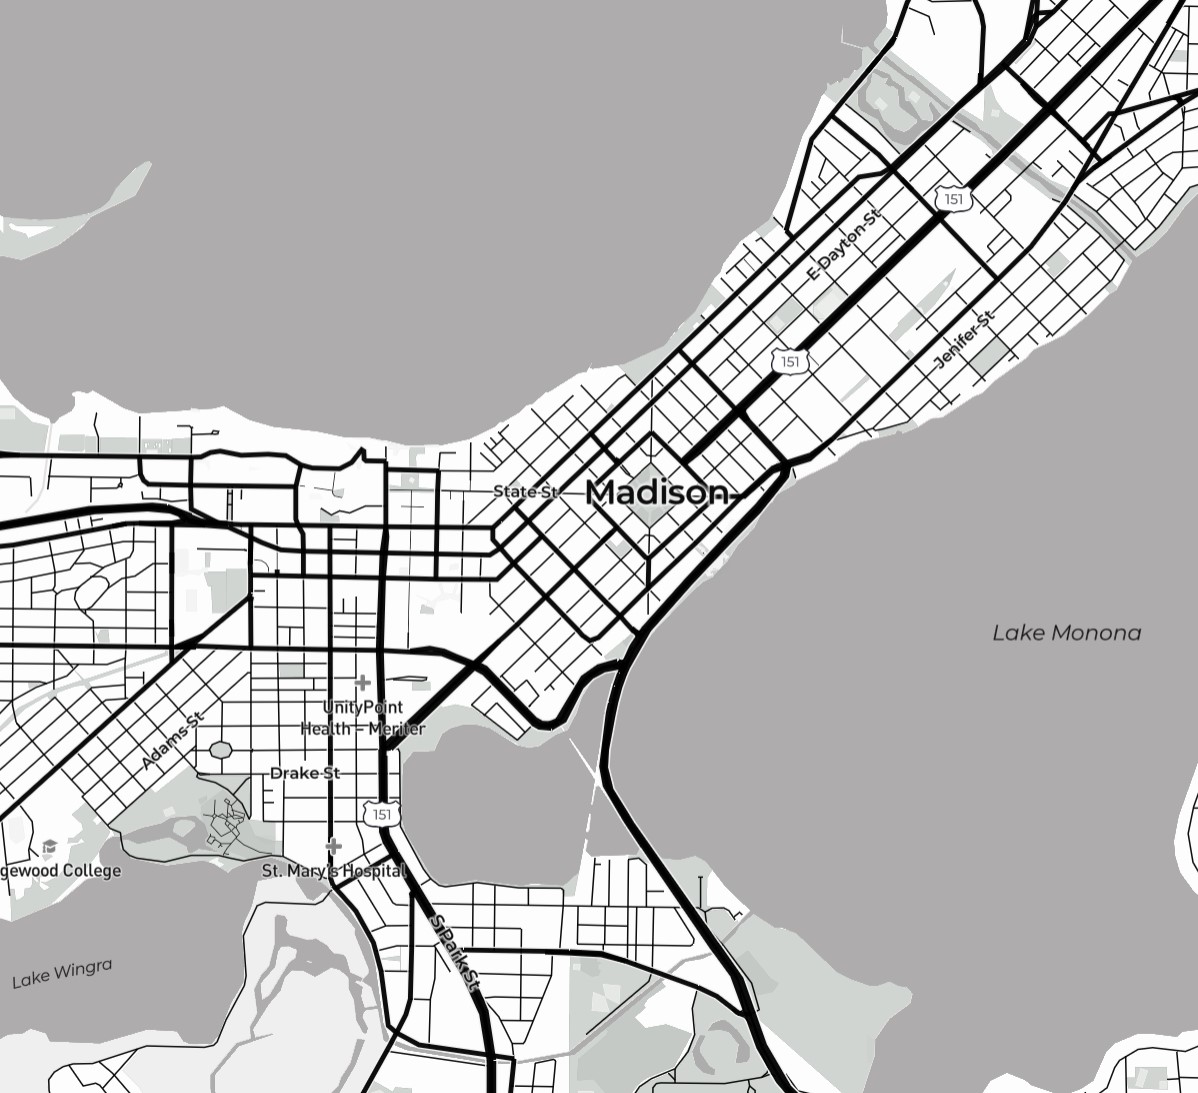 151
E Dayton St
Jenifer St
151
State St
Madison
Lake Monona
UnityPoint
Health – Meriter
Adams St
Drake St
151
gewood College
St. Mary's Hospital
S Park St
Lake Wingra